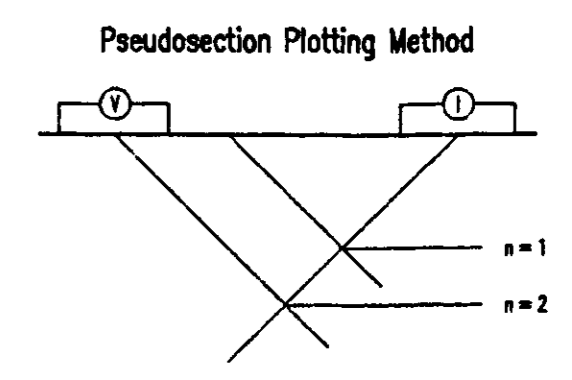 Pseudosection Plotting Method
V
I
n = 1
n = 2